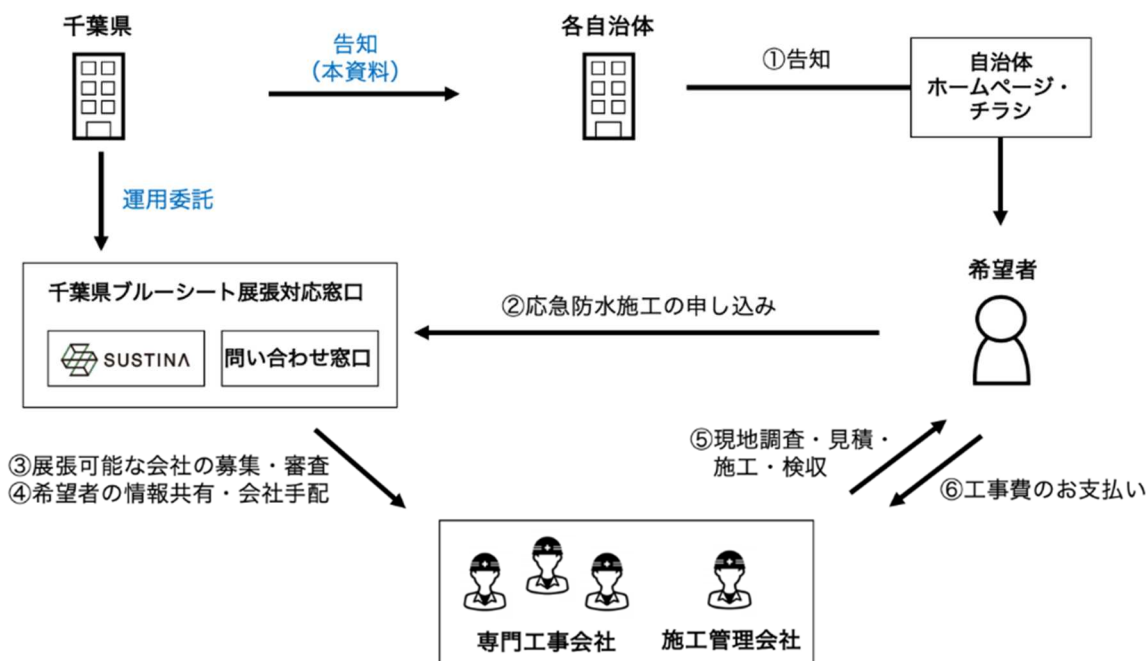 千葉県
告知
（本資料）
各自治体
①告知
自治体
ホームページ・
チラシ
運用委託
希望者
千葉県ブルーシート展張対応窓口
SUSTINA
問い合わせ窓口
②応急防水施工の申し込み
③展張可能な会社の募集・審査
④希望者の情報共有・会社手配
⑤現地調査・見積・
施工・検収
⑥工事費のお支払い
専門工事会社
施工管理会社